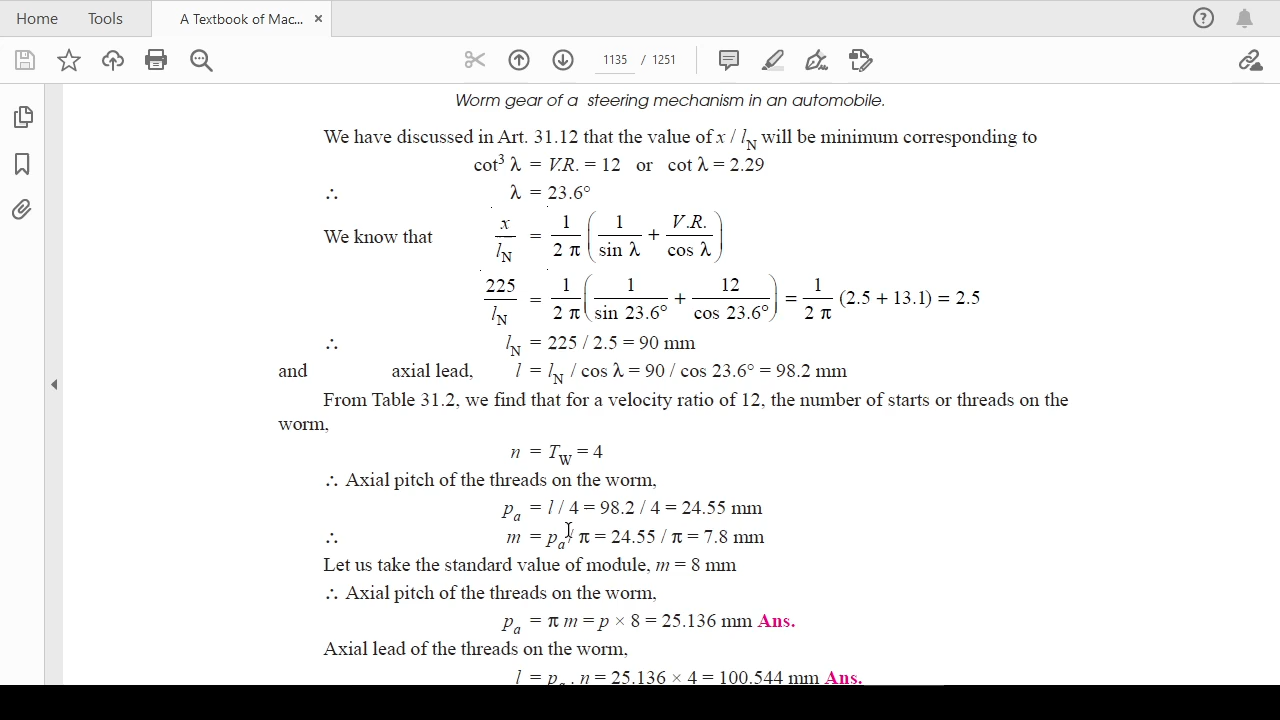 Home Tools A Textbook of Mac... ×
1135 / 1251
Worm gear of a steering mechanism in an automobile.
We have discussed in Art. 31.12 that the value of x / lN will be minimum corresponding to
cot³ λ = V.R. = 12 or cot λ = 2.29
∴ λ = 23.6°
We know that x / lN = 1 / 2 π ( 1 / sin λ + V.R. / cos λ )
225 / lN = 1 / 2 π ( 1 / sin 23.6° + 12 / cos 23.6° ) = 1 / 2 π (2.5 + 13.1) = 2.5
∴ lN = 225 / 2.5 = 90 mm
and axial lead, l = lN / cos λ = 90 / cos 23.6° = 98.2 mm
From Table 31.2, we find that for a velocity ratio of 12, the number of starts or threads on the
worm,
n = TW = 4
∴ Axial pitch of the threads on the worm,
pa = l / 4 = 98.2 / 4 = 24.55 mm
∴ m = pa / π = 24.55 / π = 7.8 mm
Let us take the standard value of module, m = 8 mm
∴ Axial pitch of the threads on the worm,
pa = π m = p × 8 = 25.136 mm Ans.
Axial lead of the threads on the worm,
l = pa . n = 25.136 × 4 = 100.544 mm Ans.